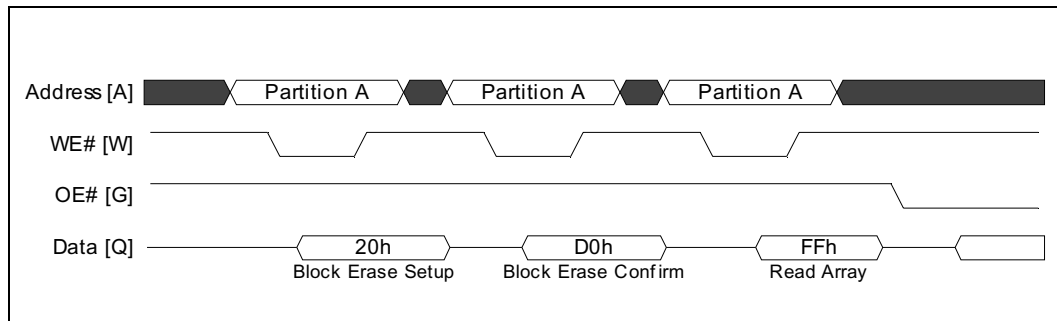 Address [A] Partition A Partition A Partition A
WE# [W]
OE# [G]
Data [Q] 20h D0h FFh
Block Erase Setup Block Erase Confirm Read Array